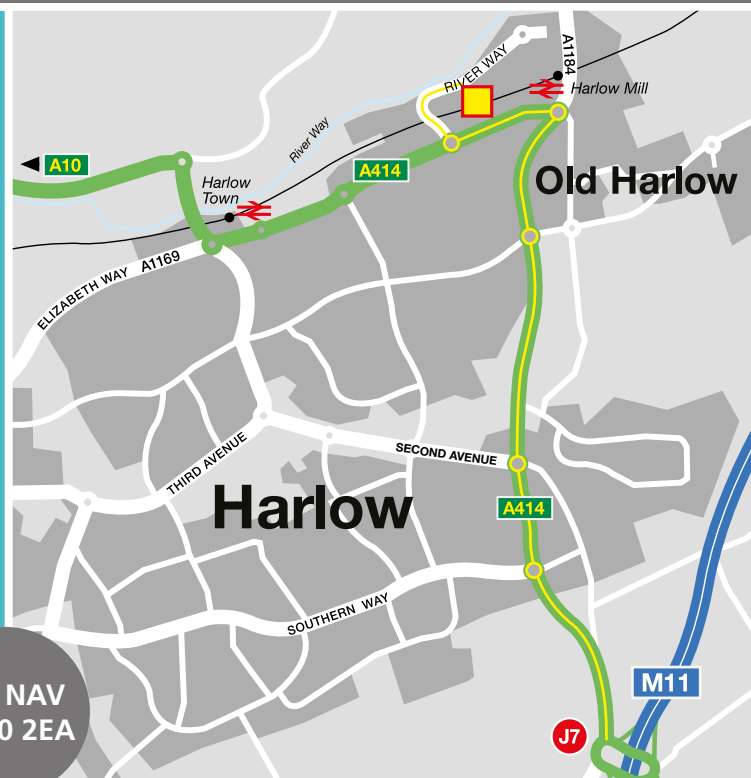 A1184
RIVER WAY
Harlow Mill
River Way
A10
A414
Old Harlow
Harlow
Town
ELIZABETH WAY A1169
SECOND AVENUE
THIRD AVENUE
Harlow
A414
SOUTHERN WAY
NAV
0 2EA
M11
J7